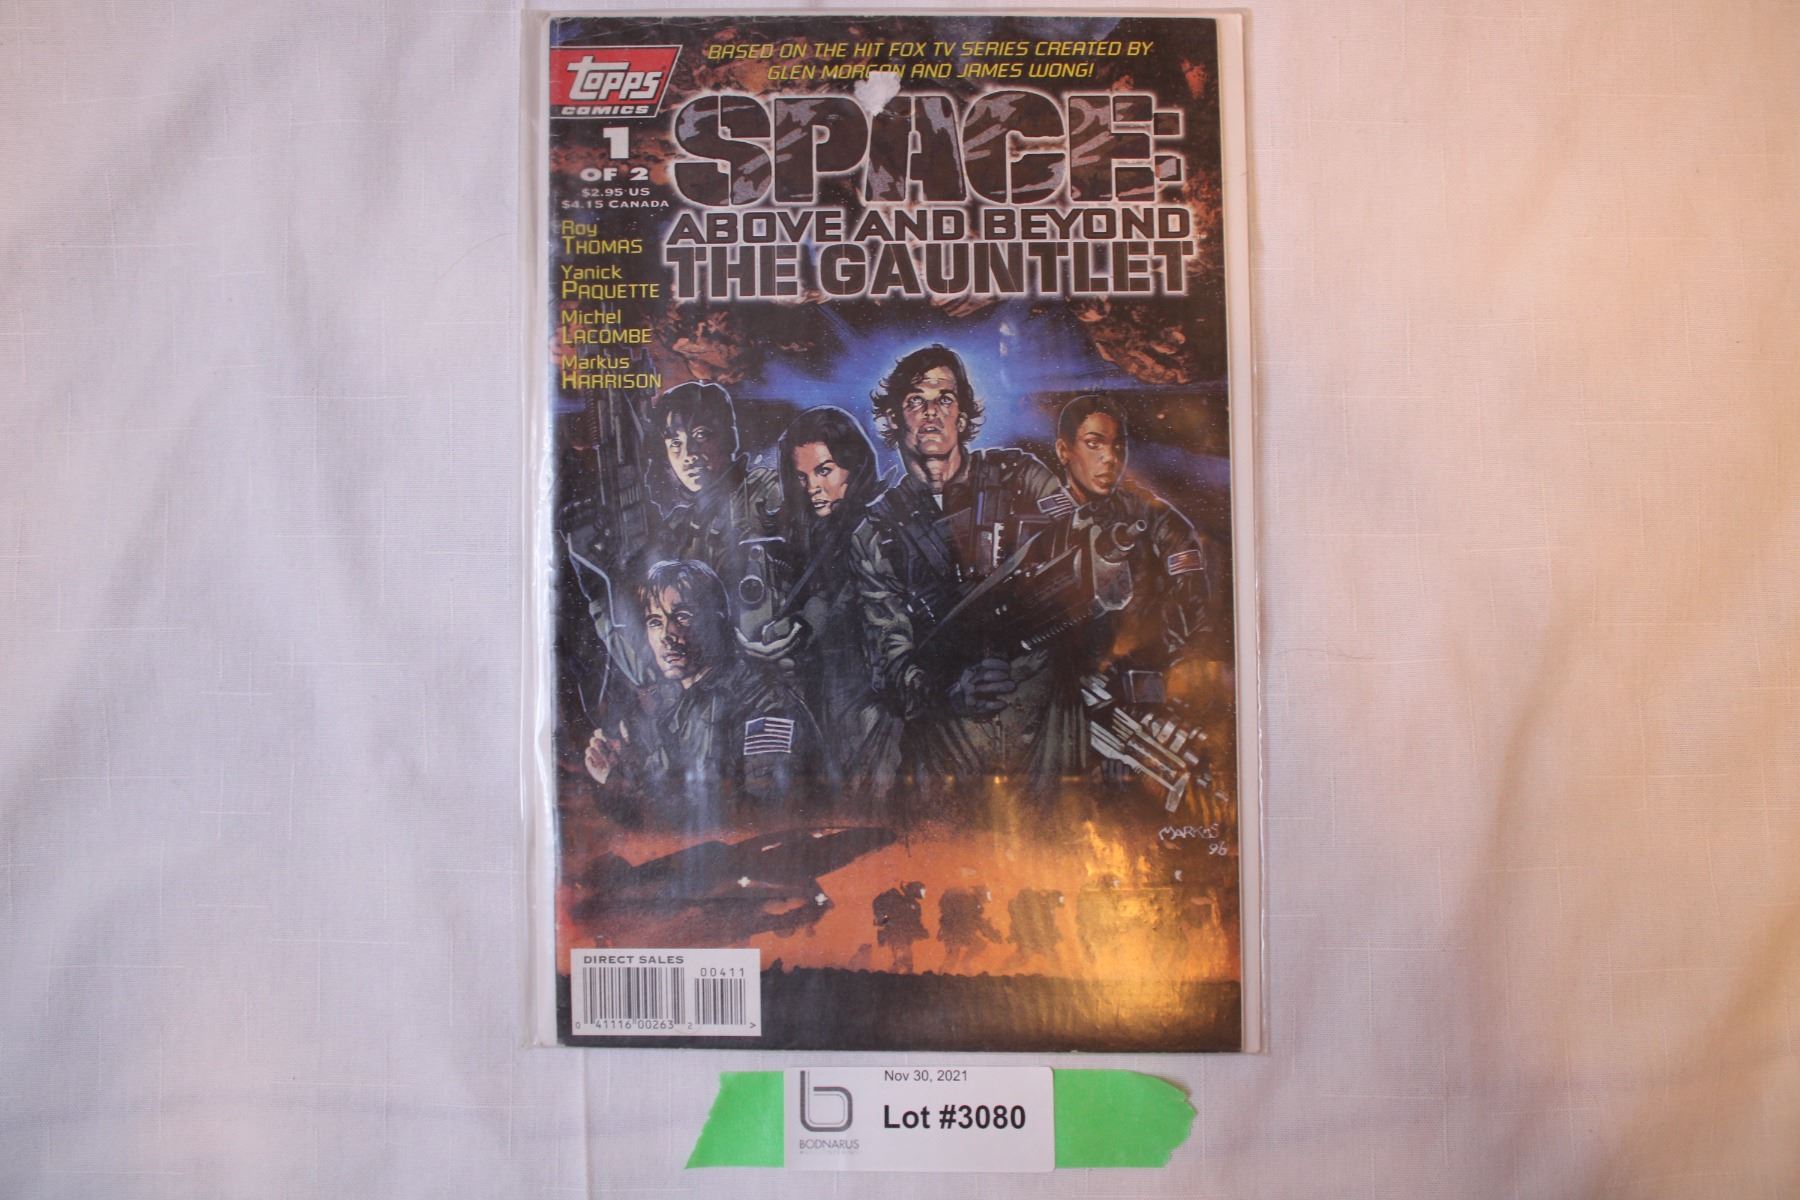 BASED ON THE HIT FOX TV SERIES CREATED BY
GLEN MORGAN AND JAMES WONG!
Topps
COMICS
1
OF 2
$2.95 US
$4.15 CANADA
SPACE:
ABOVE AND BEYOND
THE GAUNTLET
Roy
THOMAS
Yanick
PAQUETTE
Michel
LACOMBE
Markus
HARRISON
MARKUS
96
DIRECT SALES
00411
0 41116 00263 2 >
Nov 30, 2021
Lot #3080
BODNARUS